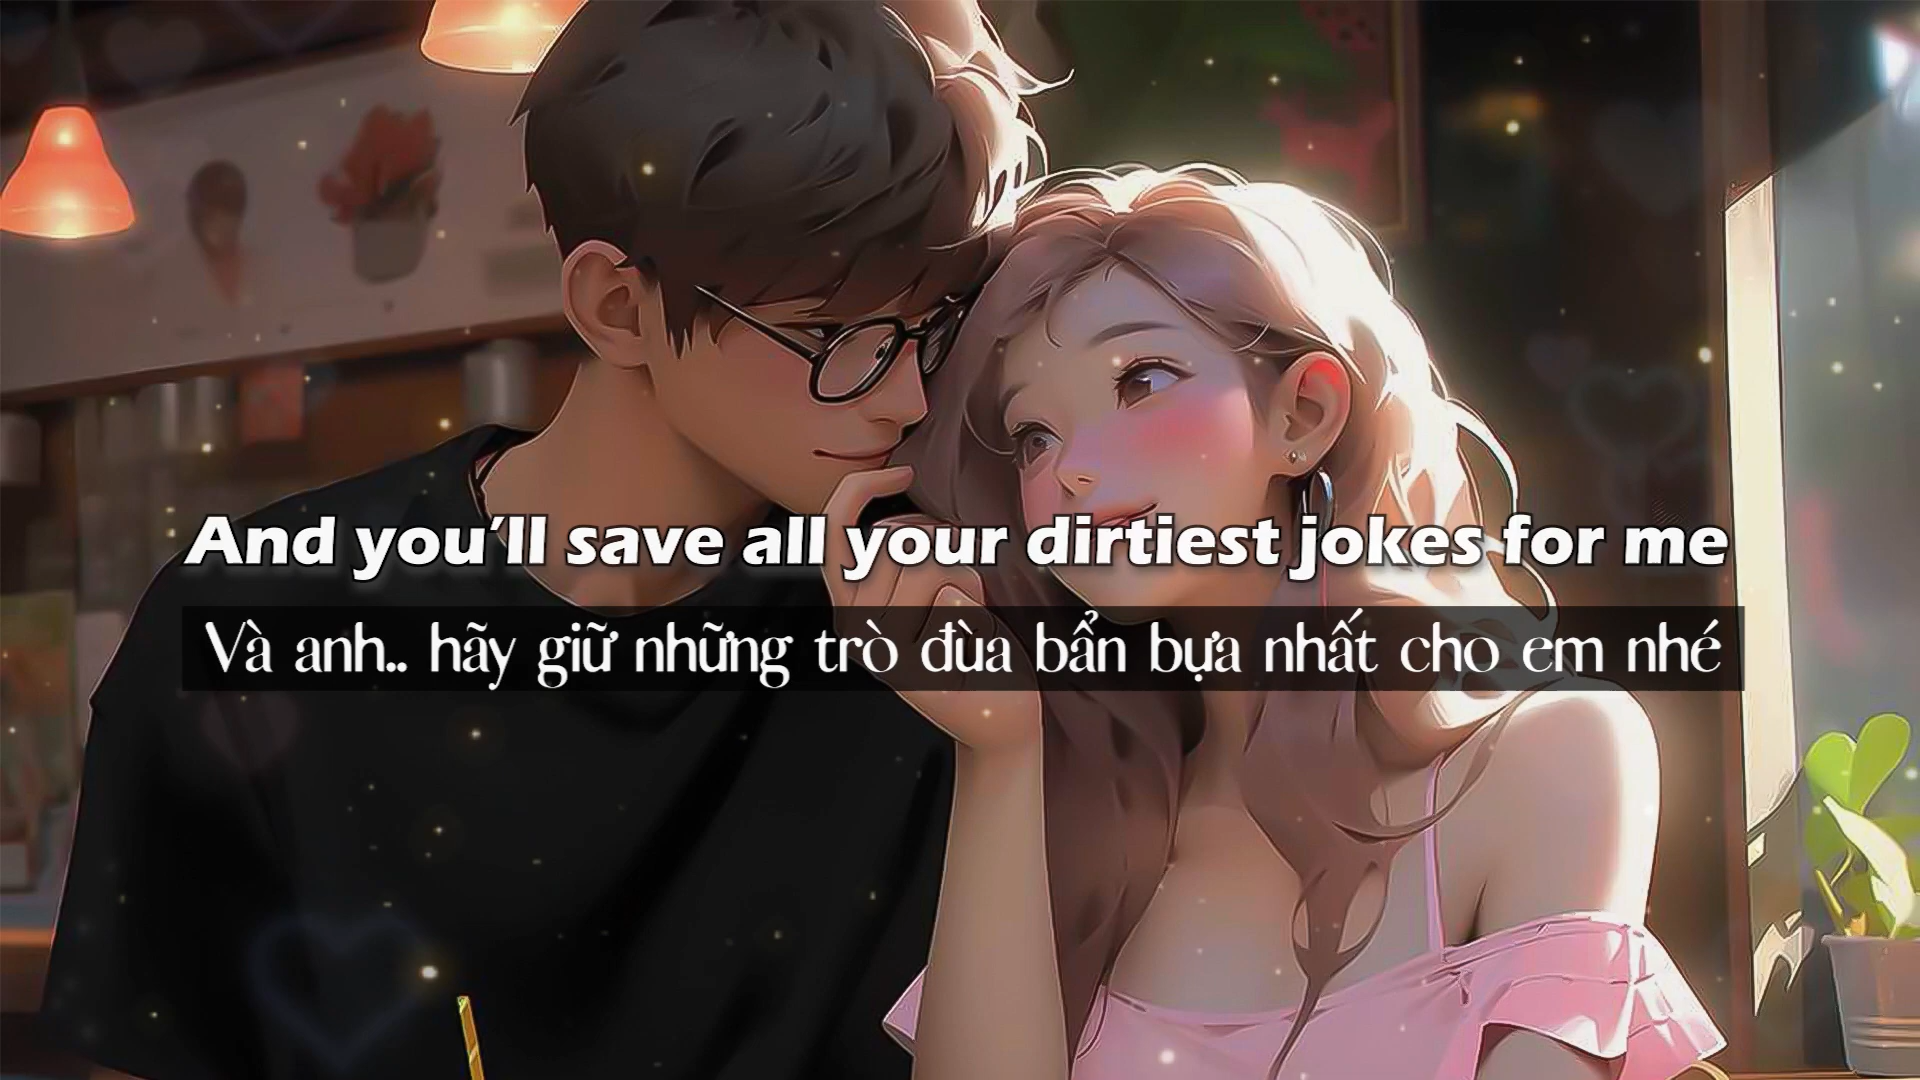 And you'll save all your dirtiest jokes for me
Và anh.. hãy giữ những trò đùa bẩn bựa nhất cho em nhé